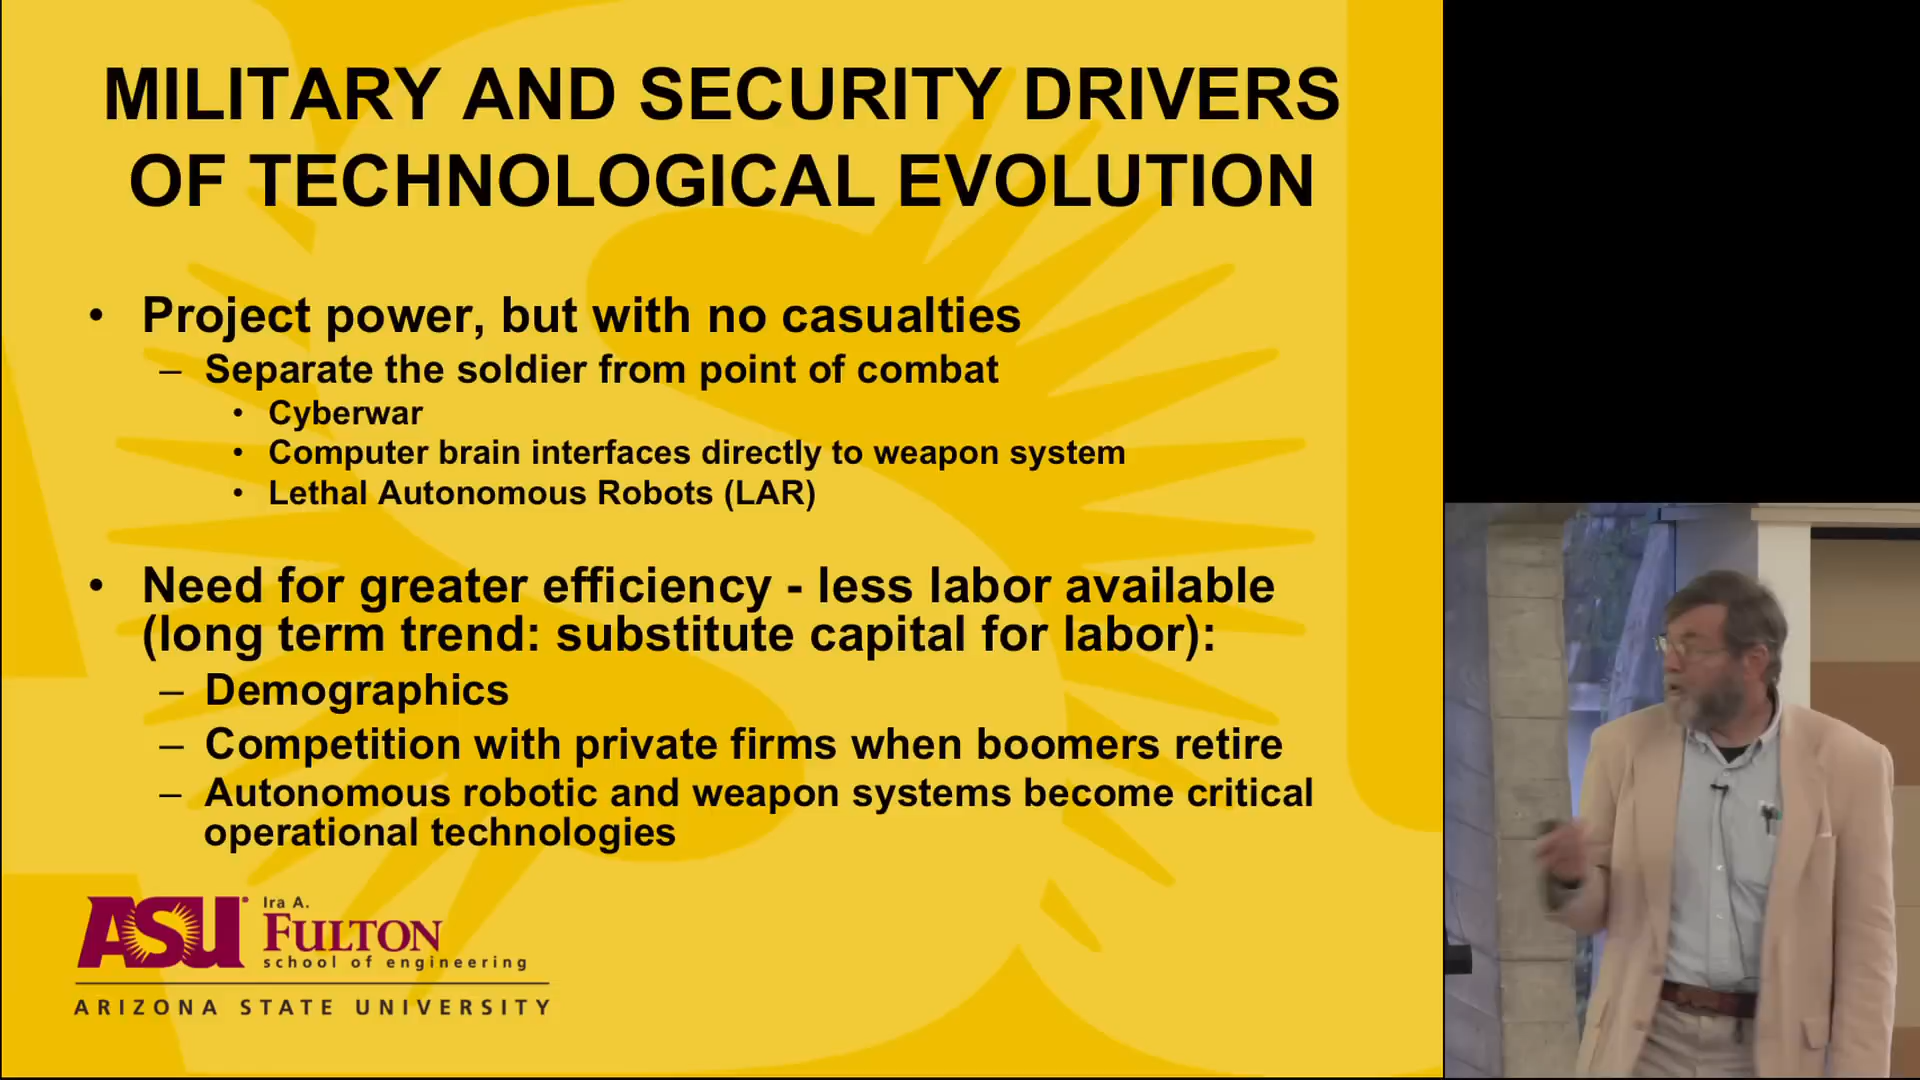 MILITARY AND SECURITY DRIVERS
OF TECHNOLOGICAL EVOLUTION
• Project power, but with no casualties
– Separate the soldier from point of combat
• Cyberwar
• Computer brain interfaces directly to weapon system
• Lethal Autonomous Robots (LAR)
• Need for greater efficiency - less labor available
(long term trend: substitute capital for labor):
– Demographics
– Competition with private firms when boomers retire
– Autonomous robotic and weapon systems become critical
operational technologies
ASU
Ira A.
FULTON
school of engineering
ARIZONA STATE UNIVERSITY